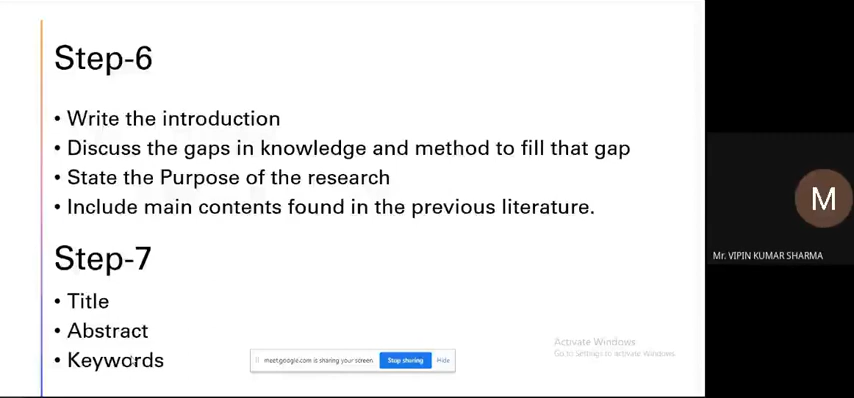 Step-6
• Write the introduction
• Discuss the gaps in knowledge and method to fill that gap
• State the Purpose of the research
• Include main contents found in the previous literature.
Step-7
• Title
• Abstract
• Keywords
meet.google.com is sharing your screen. Stop sharing Hide
Activate Windows
Go to Settings to activate Windows.
M
Mr. VIPIN KUMAR SHARMA